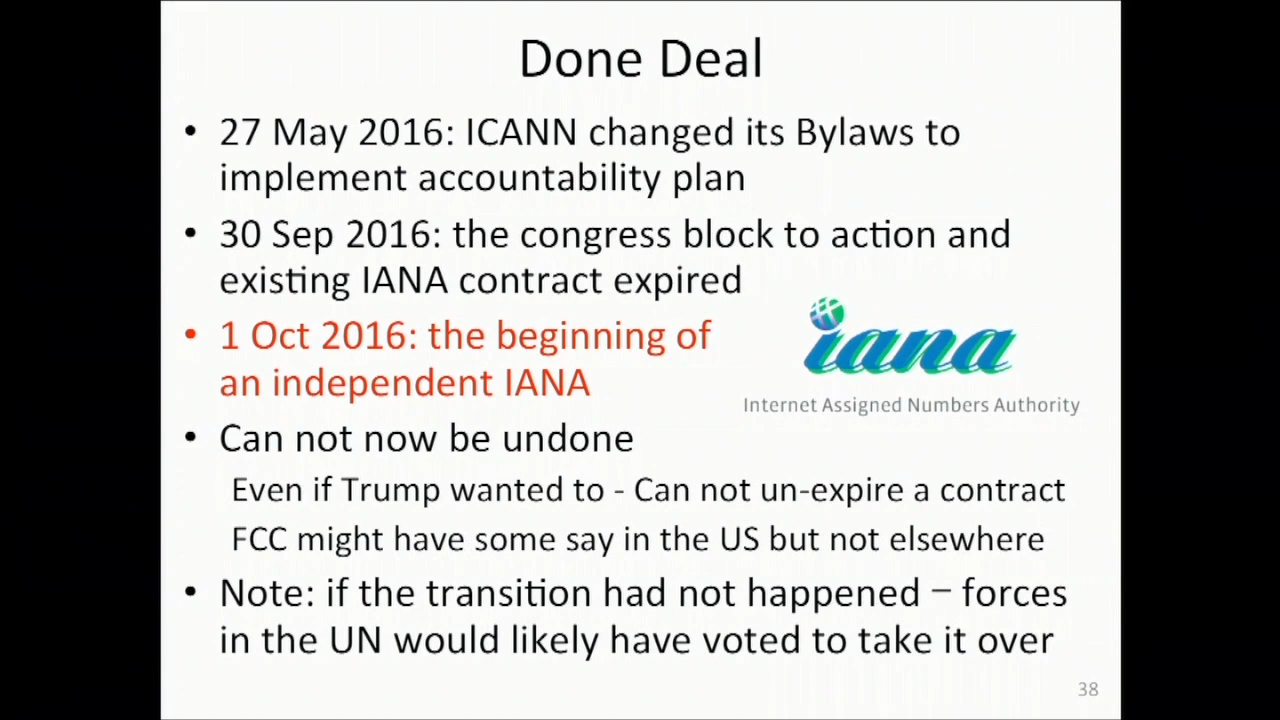 Done Deal
• 27 May 2016: ICANN changed its Bylaws to
implement accountability plan
• 30 Sep 2016: the congress block to action and
existing IANA contract expired
• 1 Oct 2016: the beginning of
an independent IANA
iana
Internet Assigned Numbers Authority
• Can not now be undone
Even if Trump wanted to - Can not un-expire a contract
FCC might have some say in the US but not elsewhere
• Note: if the transition had not happened – forces
in the UN would likely have voted to take it over
38